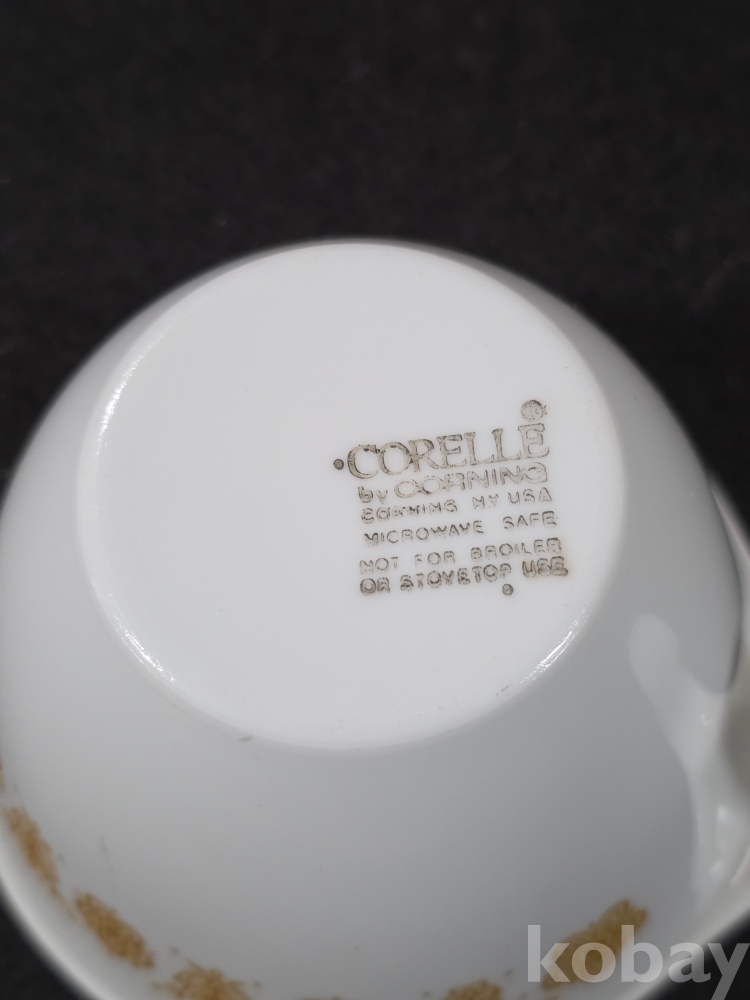 CORELLE
by CORNING
CORNING NY USA
MICROWAVE SAFE
NOT FOR BROILER
OR STOVETOP USE
kobay